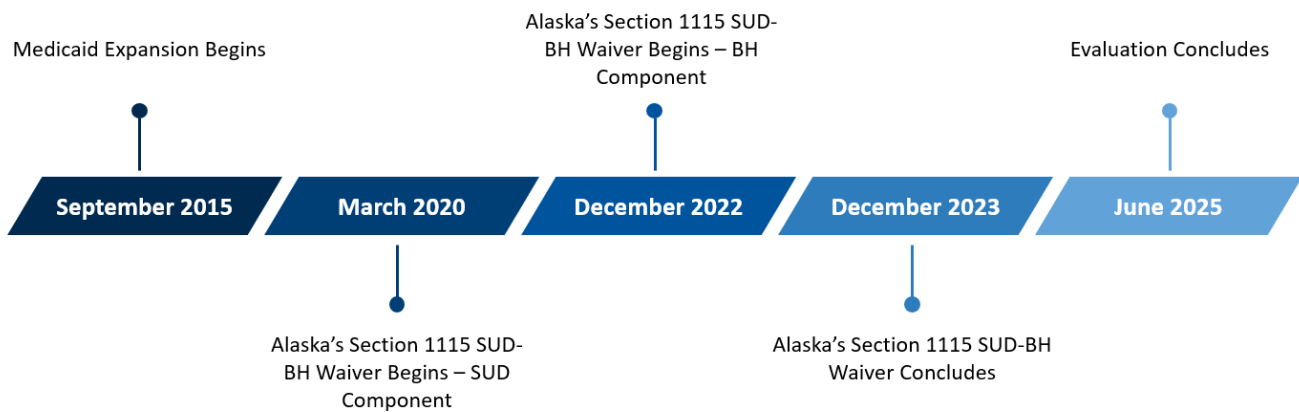 Medicaid Expansion Begins
Alaska's Section 1115 SUD-
BH Waiver Begins – BH
Component
Evaluation Concludes
September 2015
March 2020
December 2022
December 2023
June 2025
Alaska's Section 1115 SUD-
BH Waiver Begins – SUD
Component
Alaska's Section 1115 SUD-BH
Waiver Concludes